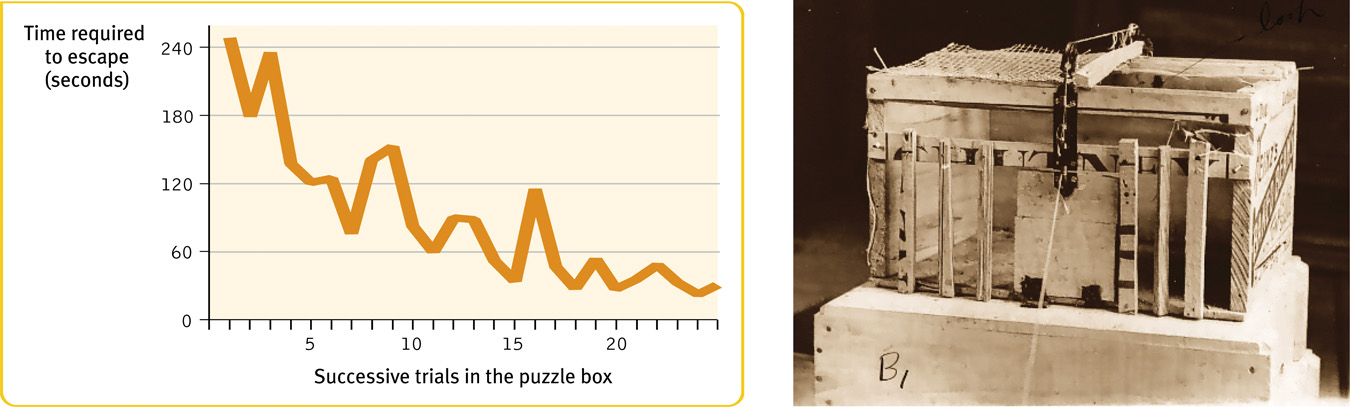 Time required
to escape
(seconds)
240
180
120
60
0
5 10 15 20
Successive trials in the puzzle box
B1